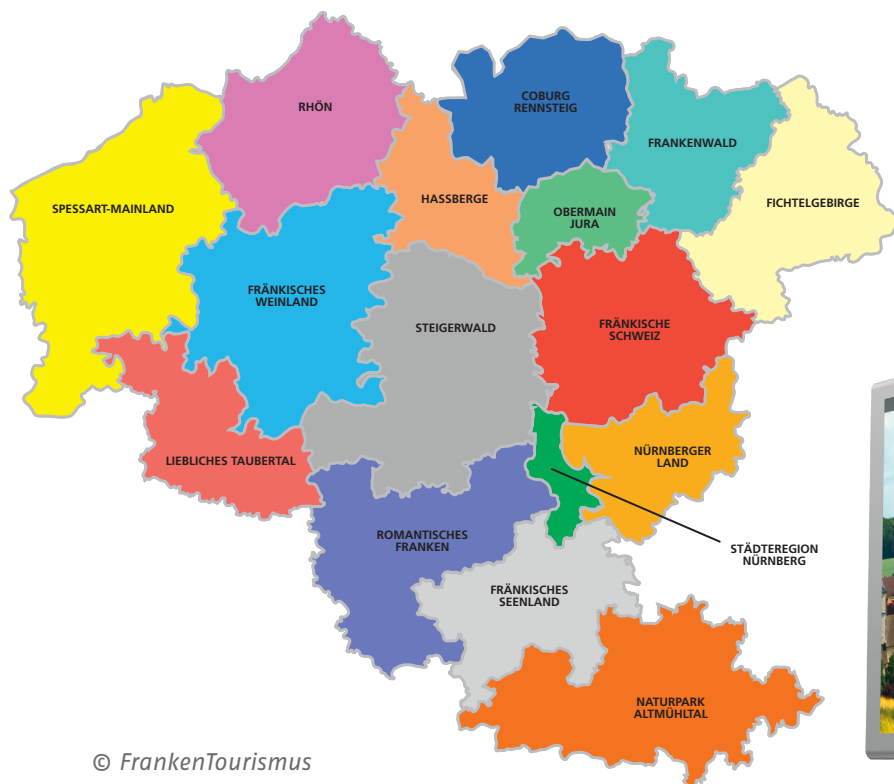 COBURG
RENNSTEIG
RHÖN
FRANKENWALD
HASSBERGE
FICHTELGEBIRGE
SPESSART-MAINLAND
OBERMAIN
JURA
FRÄNKISCHES
WEINLAND
STEIGERWALD
FRÄNKISCHE
SCHWEIZ
LIEBLICHES TAUBERTAL
NÜRNBERGER
LAND
ROMANTISCHES
FRANKEN
STÄDTEREGION
NÜRNBERG
FRÄNKISCHES
SEENLAND
NATURPARK
ALTMÜHLTAL
© FrankenTourismus